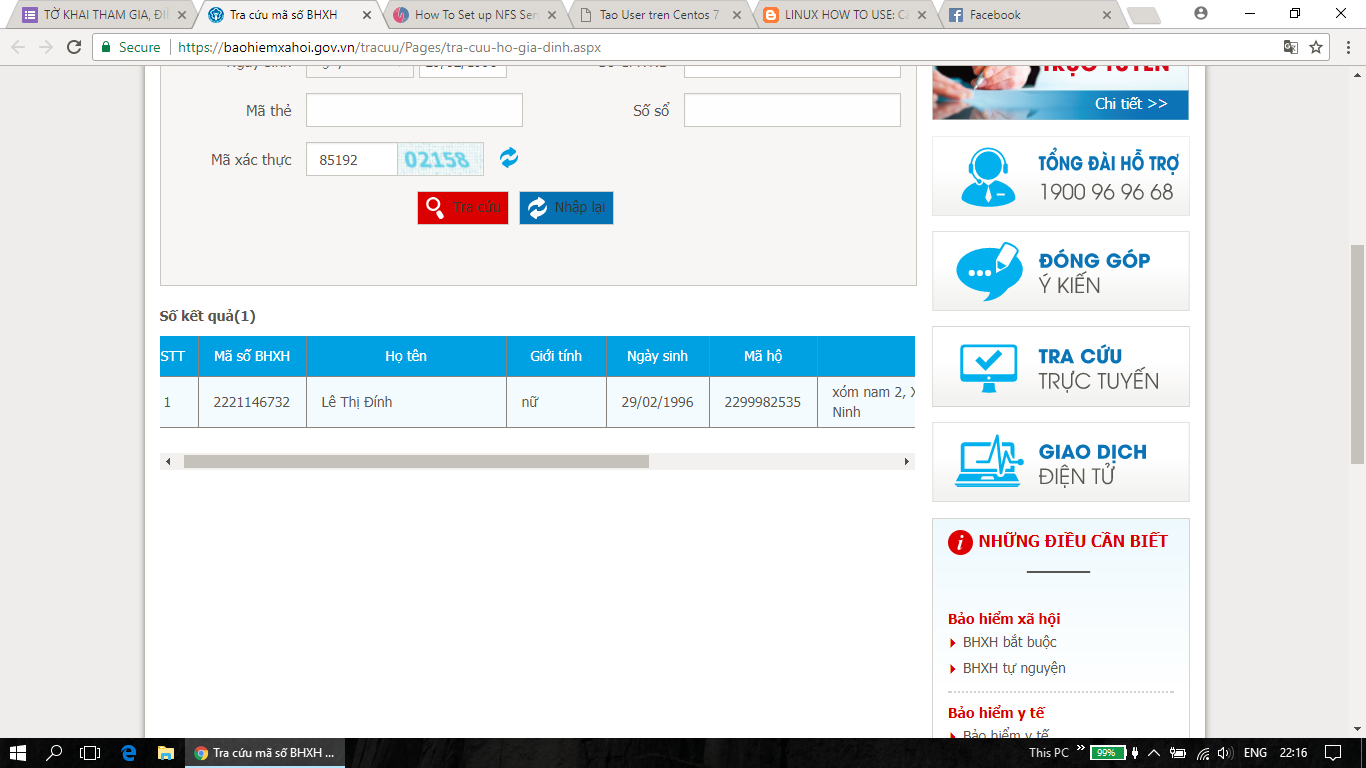 TỜ KHAI THAM GIA, ĐI
Tra cứu mã số BHXH
How To Set up NFS Ser
Tao User tren Centos 7
LINUX HOW TO USE: C
Facebook
Secure https://baohiemxahoi.gov.vn/tracuu/Pages/tra-cuu-ho-gia-dinh.aspx
Ngày sinh
29/02/1996
TRỰC TUYẾN
Chi tiết >>
Mã thẻ
Số sổ
Mã xác thực 85192 02158
Tra cứu Nhập lại
TỔNG ĐÀI HỖ TRỢ
1900 96 96 68
ĐÓNG GÓP
Ý KIẾN
Số kết quả(1)
STT Mã số BHXH Họ tên Giới tính Ngày sinh Mã hộ
1 2221146732 Lê Thị Đính nữ 29/02/1996 2299982535 xóm nam 2, X
Ninh
TRA CỨU
TRỰC TUYẾN
GIAO DỊCH
ĐIỆN TỬ
NHỮNG ĐIỀU CẦN BIẾT
Bảo hiểm xã hội
BHXH bắt buộc
BHXH tự nguyện
Bảo hiểm y tế
Bảo hiểm y tế
Tra cứu mã số BHXH ...
This PC
99%
ENG
22:16